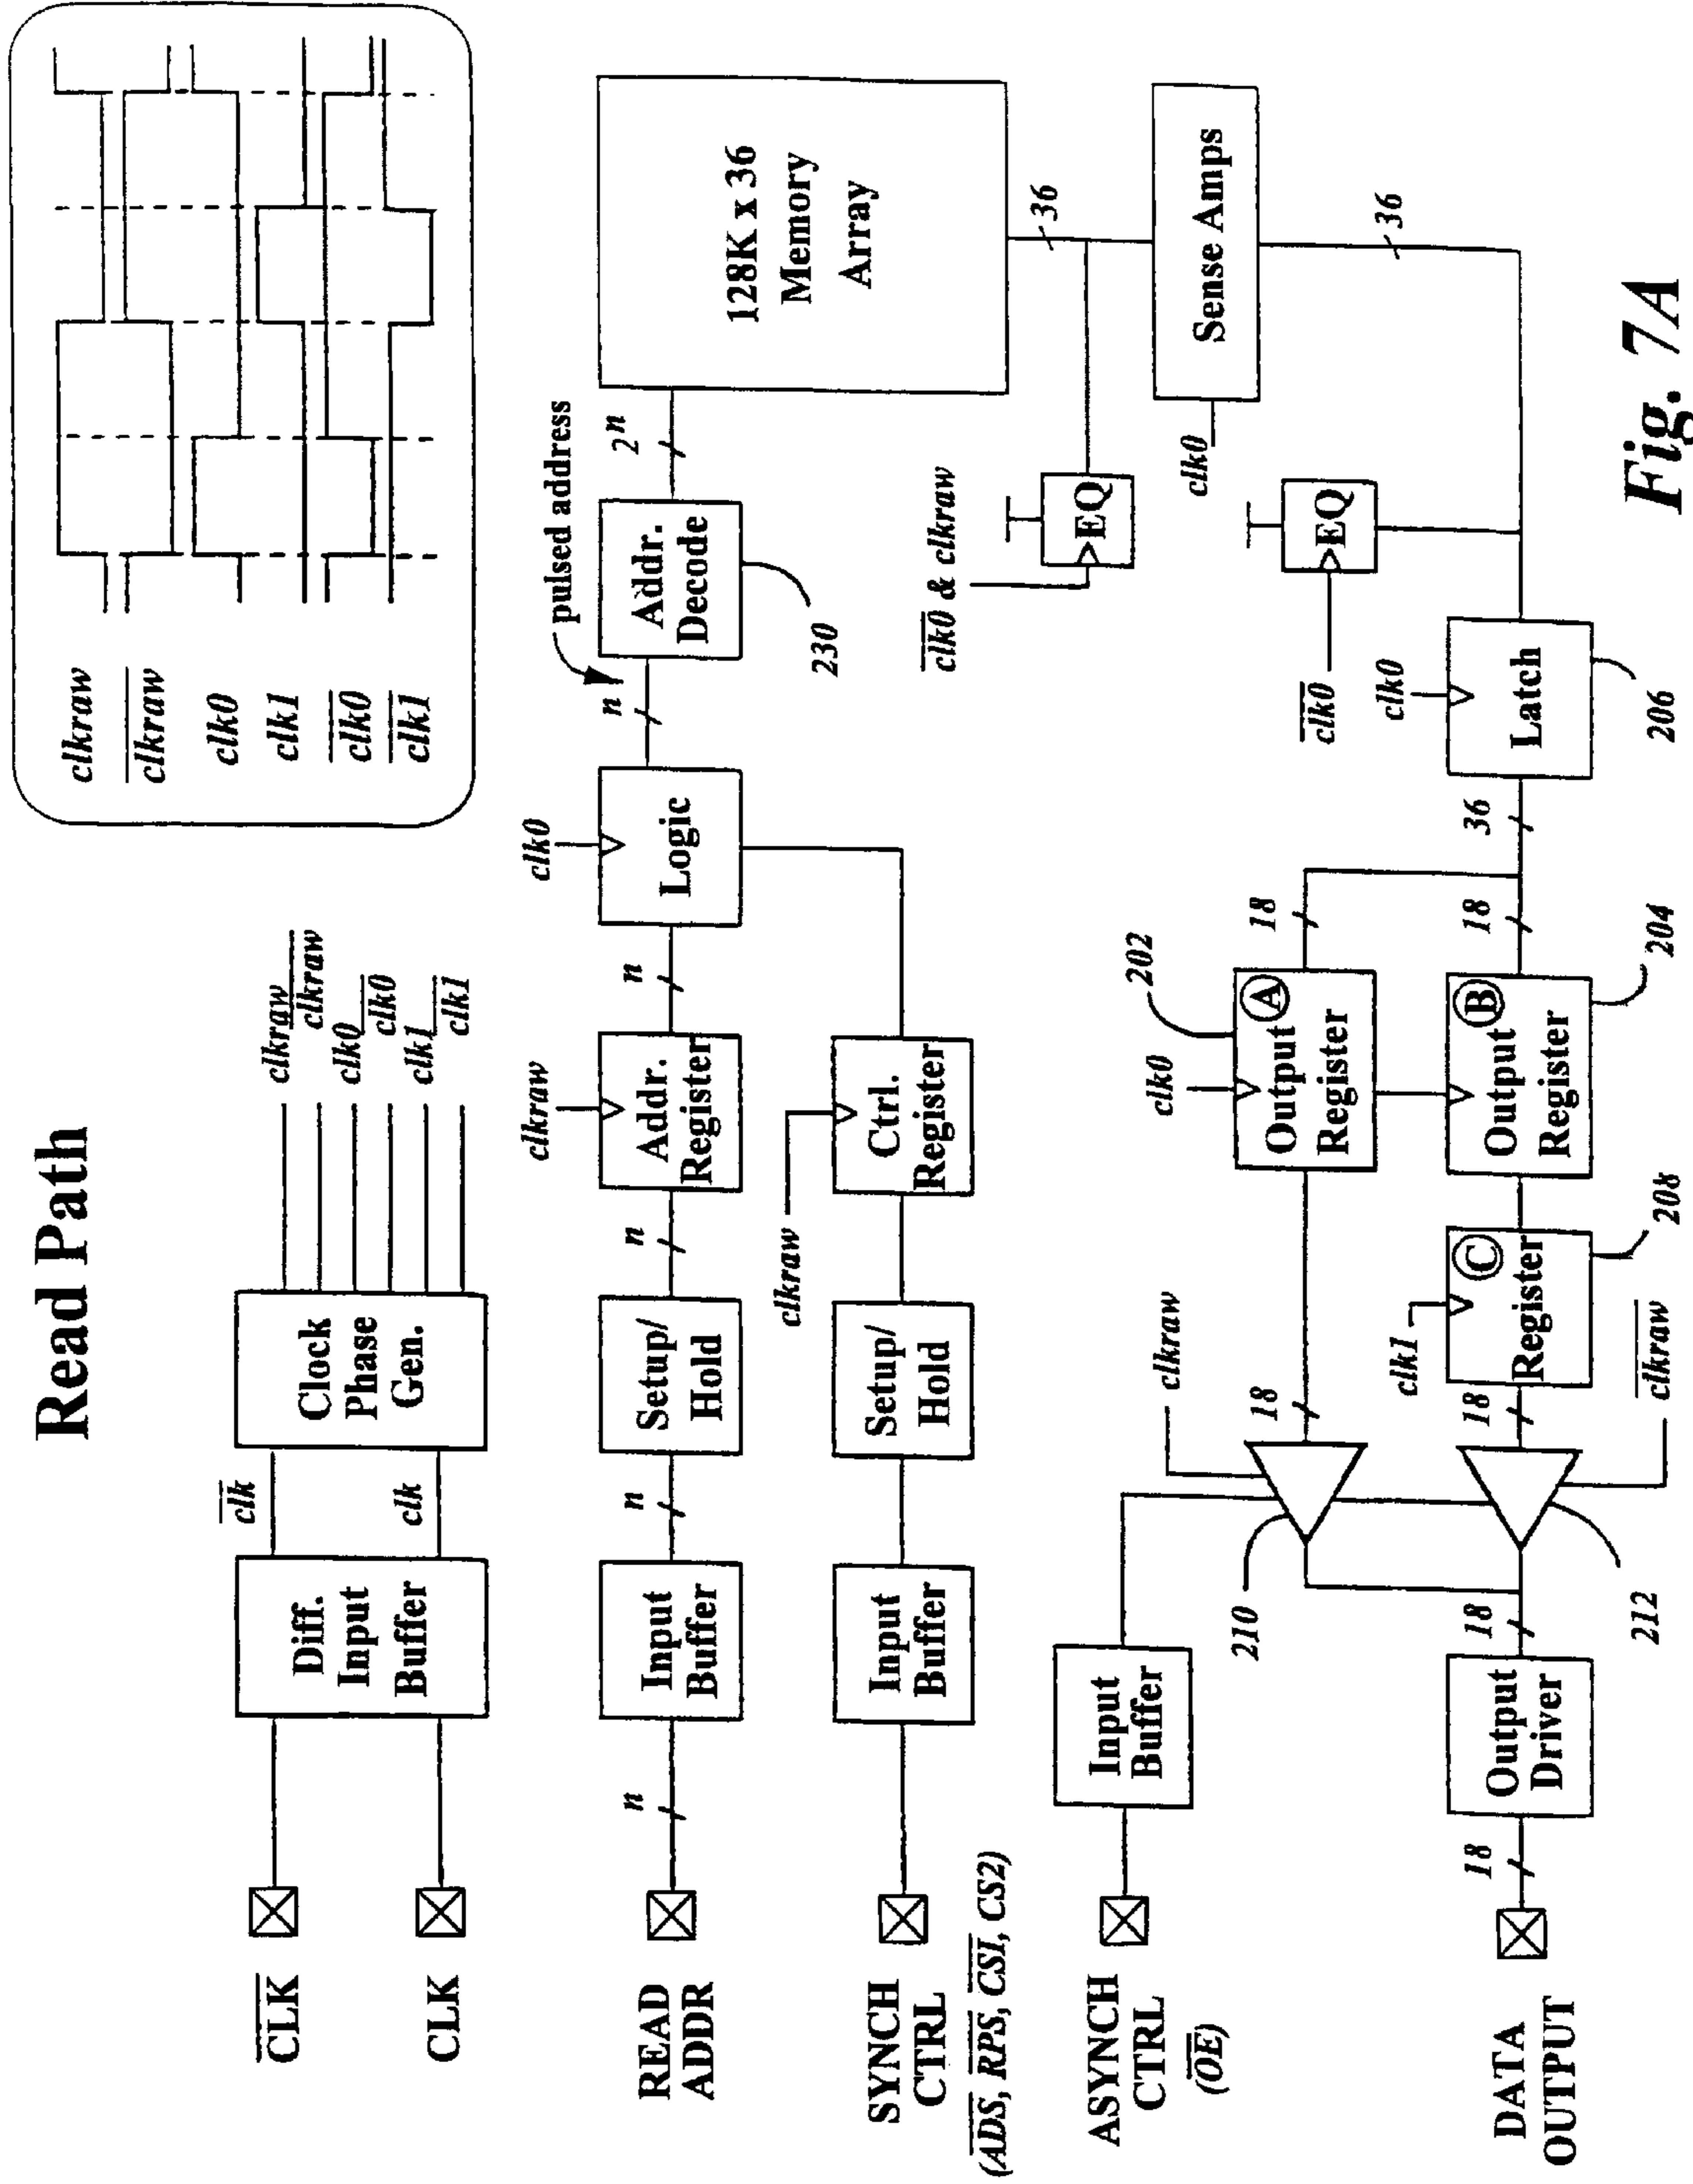 Read Path
CLK
CLK
Diff.
Input
Buffer
clk
clk
Clock
Phase
Gen.
clkraw
clkraw
clk0
clk0
clk1
clk1
clkraw
clkraw
clk0
clk1
clk0
clk1
READ
ADDR
n
Input
Buffer
n
Setup/
Hold
n
clkraw
Addr.
Register
n
clk0
Logic
n
pulsed address
Addr.
Decode
230
2n
128K x 36
Memory
Array
SYNCH
CTRL
(ADS, RPS, CSI, CS2)
Input
Buffer
Setup/
Hold
clkraw
Ctrl.
Register
clk0 & clkraw
EQ
36
clk0
Sense Amps
36
ASYNCH
CTRL
(OE)
Input
Buffer
clkraw
210
18
clk0
202
A
Output
Register
18
clk0
EQ
DATA
OUTPUT
18
Output
Driver
18
212
clkraw
18
clk1
C
Register
208
B
Output
Register
204
18
36
clk0
Latch
206
Fig. 7A